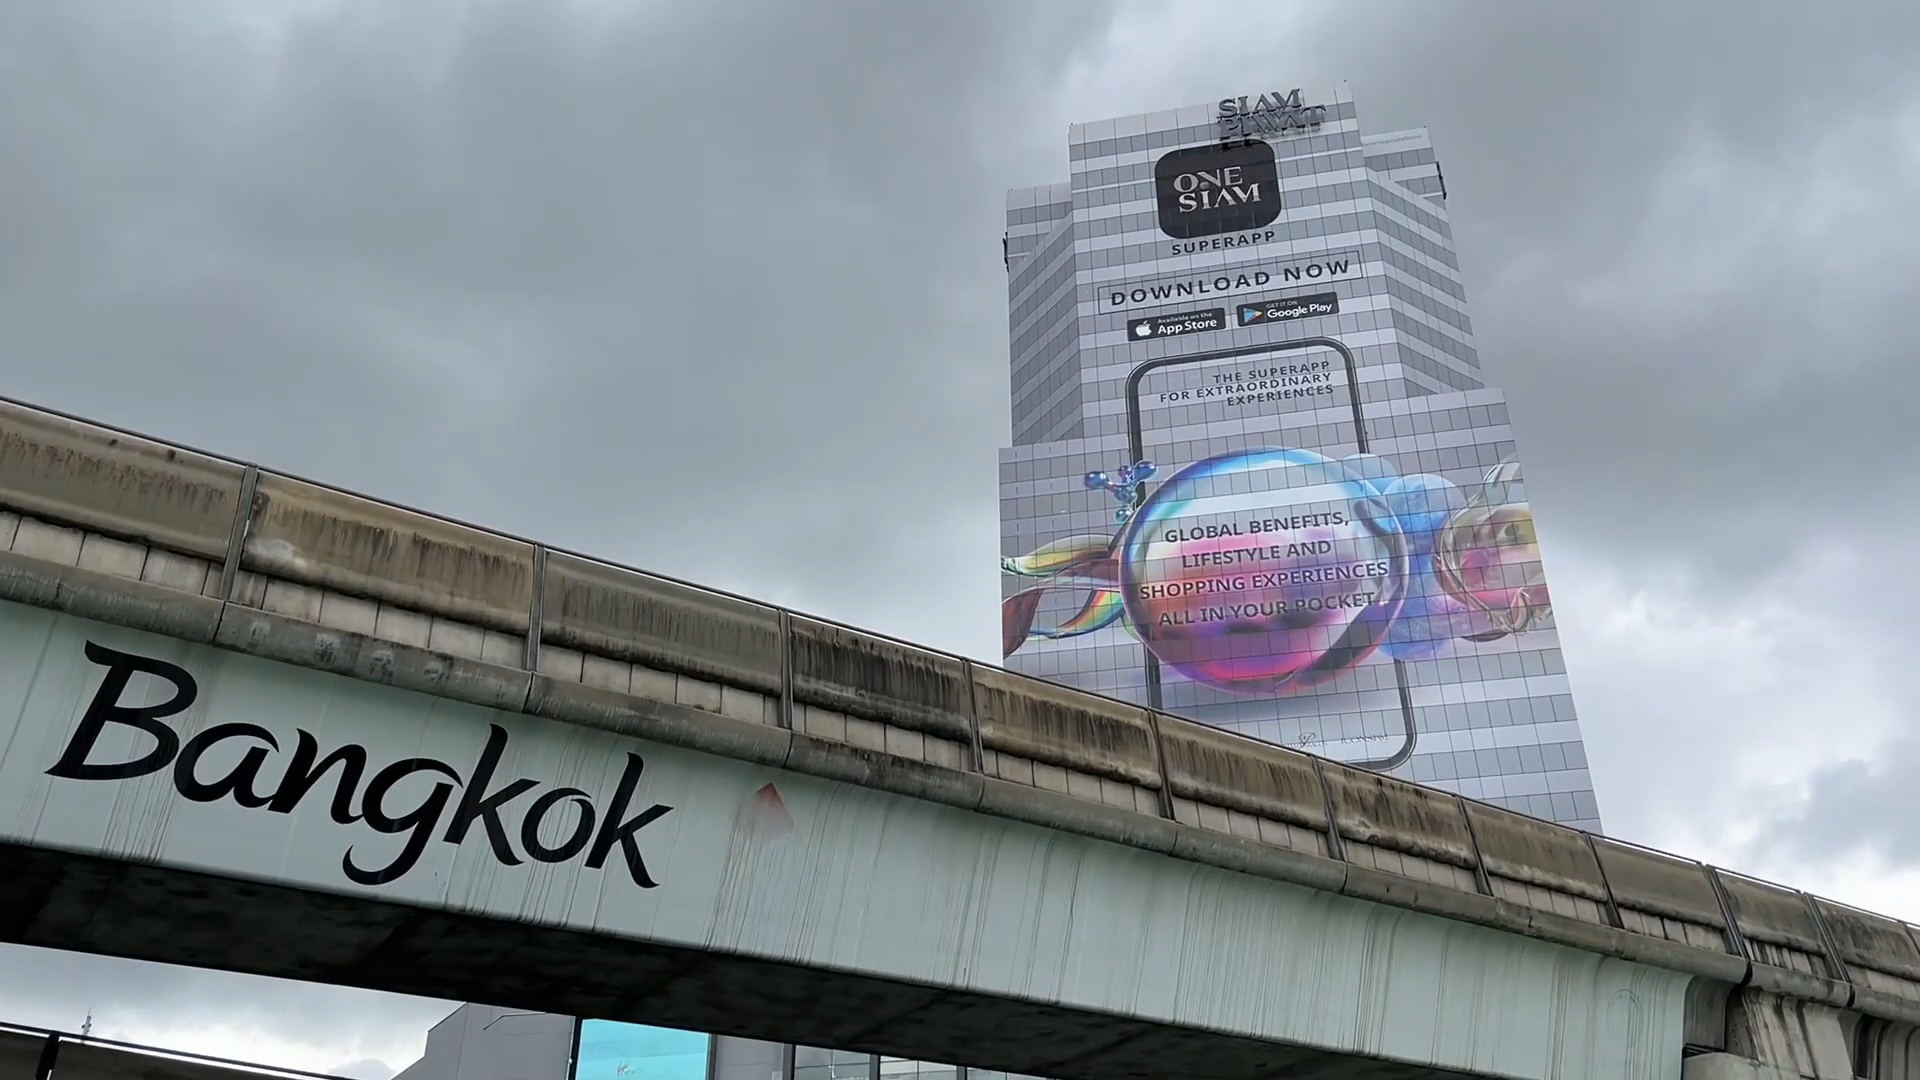 SIAM
PIWAT
ONE
SIAM
SUPERAPP
DOWNLOAD NOW
Available on the
App Store
GET IT ON
Google Play
THE SUPERAPP
FOR EXTRAORDINARY
EXPERIENCES
GLOBAL BENEFITS,
LIFESTYLE AND
SHOPPING EXPERIENCES
ALL IN YOUR POCKET
ICONSIAM
Bangkok